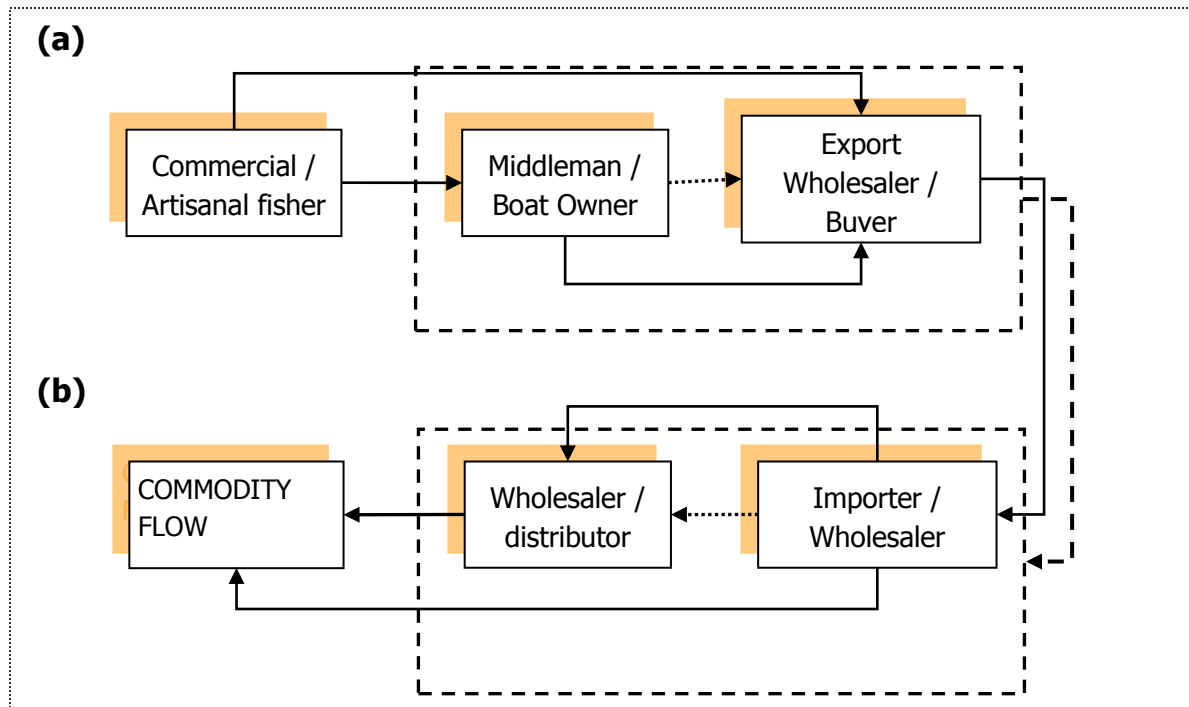 (a)
Commercial /
Artisanal fisher
Middleman /
Boat Owner
Export
Wholesaler /
Buver
(b)
COMMODITY
FLOW
Wholesaler /
distributor
Importer /
Wholesaler